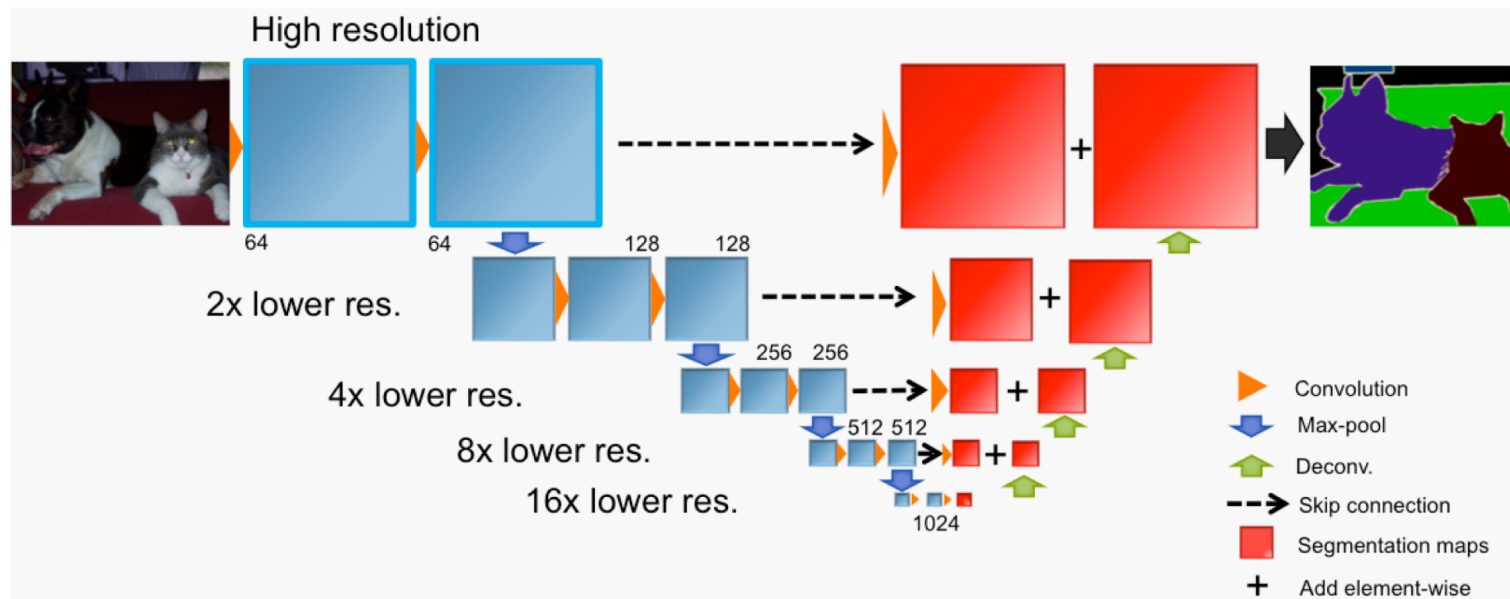 High resolution
64
64
128
128
2x lower res.
256
256
4x lower res.
512
512
8x lower res.
16x lower res.
1024
Convolution
Max-pool
Deconv.
Skip connection
Segmentation maps
+ Add element-wise